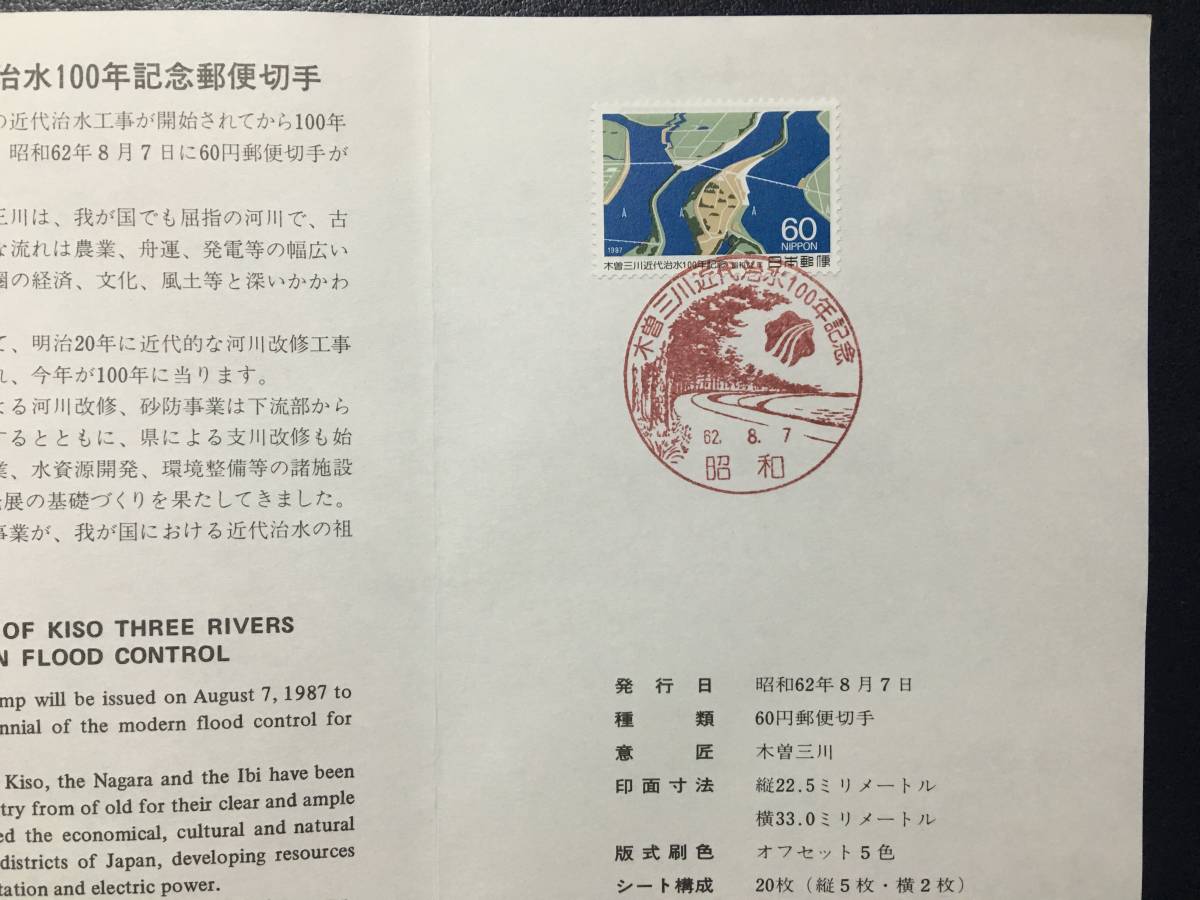 治水100年記念郵便切手
の近代治水工事が開始されてから100年
昭和62年8月7日に60円郵便切手が
三川は、我が国でも屈指の河川で、古
な流れは農業、舟運、発電等の幅広い
圏の経済、文化、風土等と深いかかわ
て、明治20年に近代的な河川改修工事
れ、今年が100年に当ります。
よる河川改修、砂防事業は下流部から
するとともに、県による支川改修も始
業、水資源開発、環境整備等の諸施設
発展の基礎づくりを果たしてきました。
事業が、我が国における近代治水の祖
OF KISO THREE RIVERS
N FLOOD CONTROL
mp will be issued on August 7, 1987 to
nnial of the modern flood control for
Kiso, the Nagara and the Ibi have been
try from of old for their clear and ample
ed the economical, cultural and natural
districts of Japan, developing resources
tation and electric power.
60
NIPPON
1987
木曽三川近代治水100年記念
日本郵便
木曽三川近代治水100年記念
62. 8. 7
昭和
発行日 昭和62年8月7日
種類 60円郵便切手
意匠 木曽三川
印面寸法 縦22.5ミリメートル
横33.0ミリメートル
版式刷色 オフセット5色
シート構成 20枚(縦5枚・横2枚)